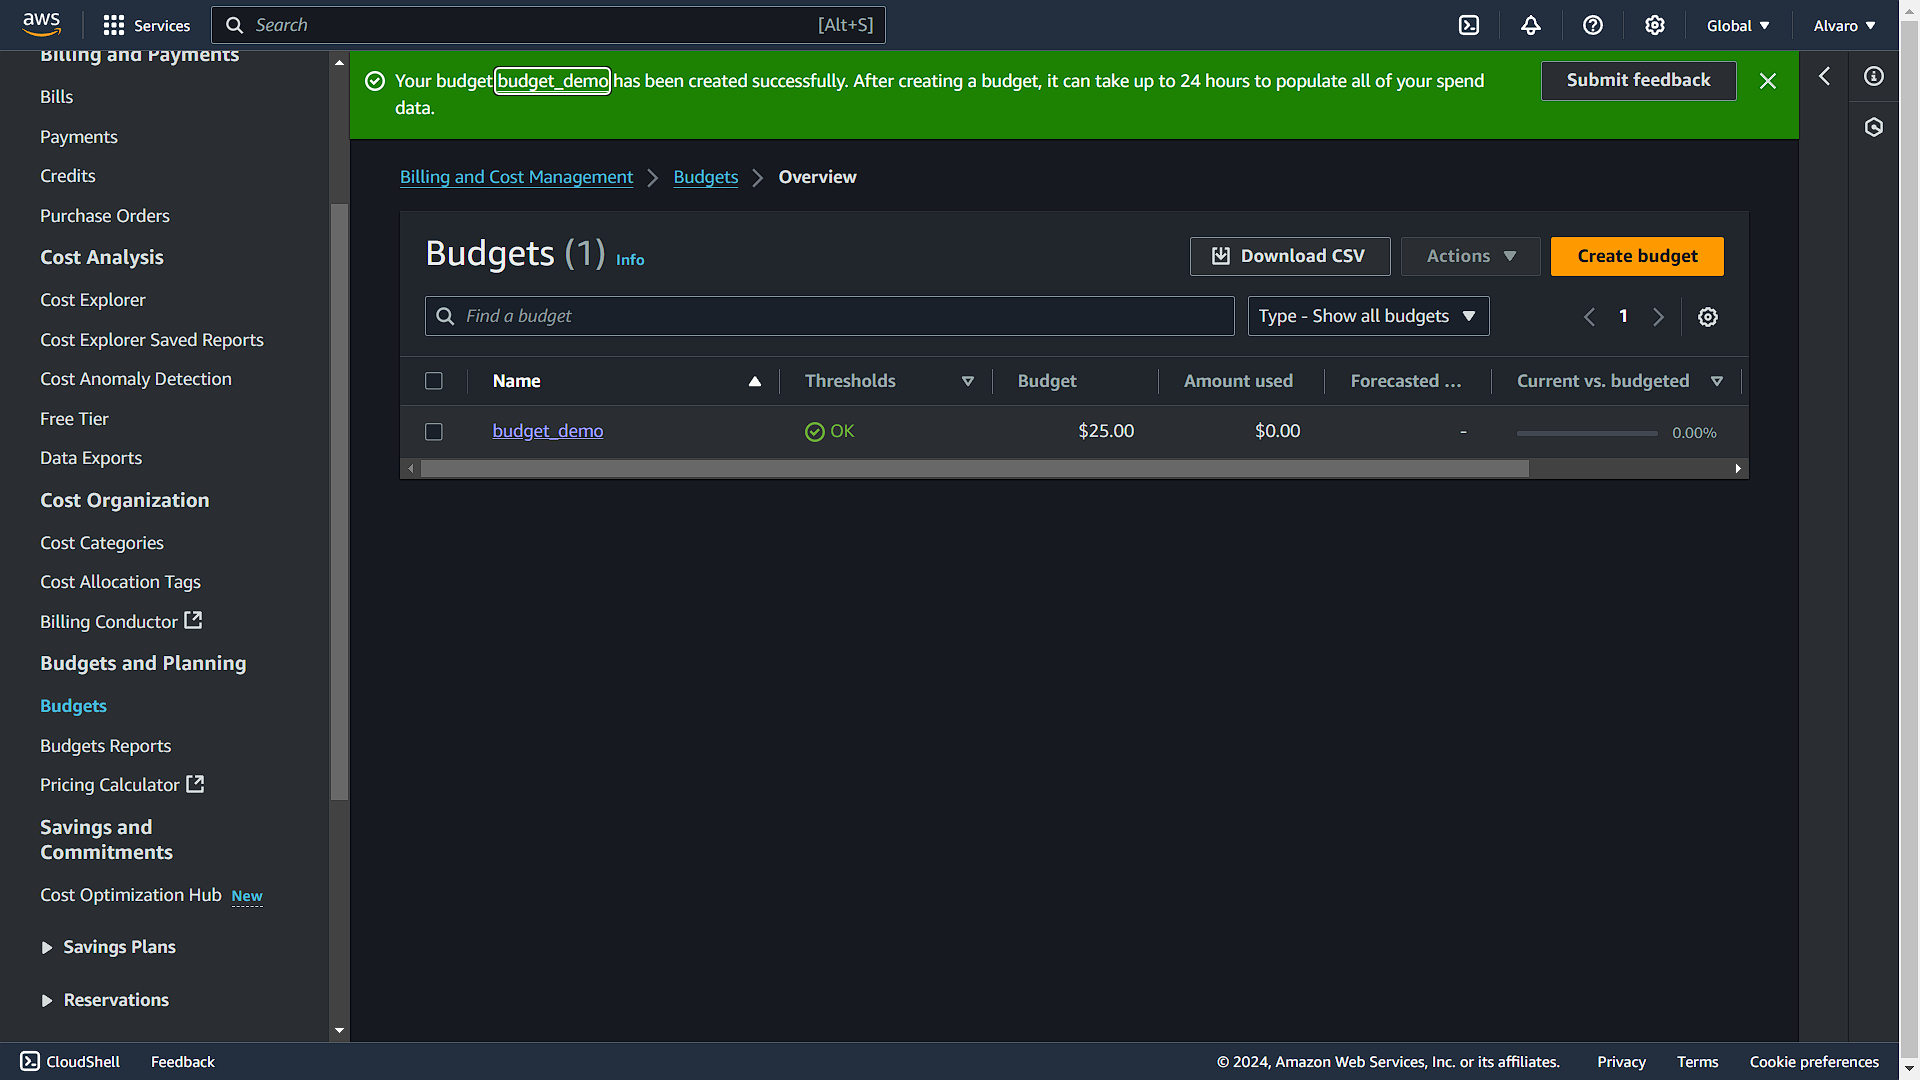 aws
Services
Search
[Alt+S]
Global
Alvaro
Billing and Payments
Bills
Payments
Credits
Purchase Orders
Cost Analysis
Cost Explorer
Cost Explorer Saved Reports
Cost Anomaly Detection
Free Tier
Data Exports
Cost Organization
Cost Categories
Cost Allocation Tags
Billing Conductor
Budgets and Planning
Budgets
Budgets Reports
Pricing Calculator
Savings and
Commitments
Cost Optimization Hub New
Savings Plans
Reservations
Your budget budget_demo has been created successfully. After creating a budget, it can take up to 24 hours to populate all of your spend
data.
Submit feedback
Billing and Cost Management
Budgets
Overview
Budgets (1) Info
Download CSV
Actions
Create budget
Find a budget
Type - Show all budgets
1
Name
Thresholds
Budget
Amount used
Forecasted ...
Current vs. budgeted
budget_demo
OK
$25.00
$0.00
-
0.00%
CloudShell
Feedback
© 2024, Amazon Web Services, Inc. or its affiliates.
Privacy
Terms
Cookie preferences